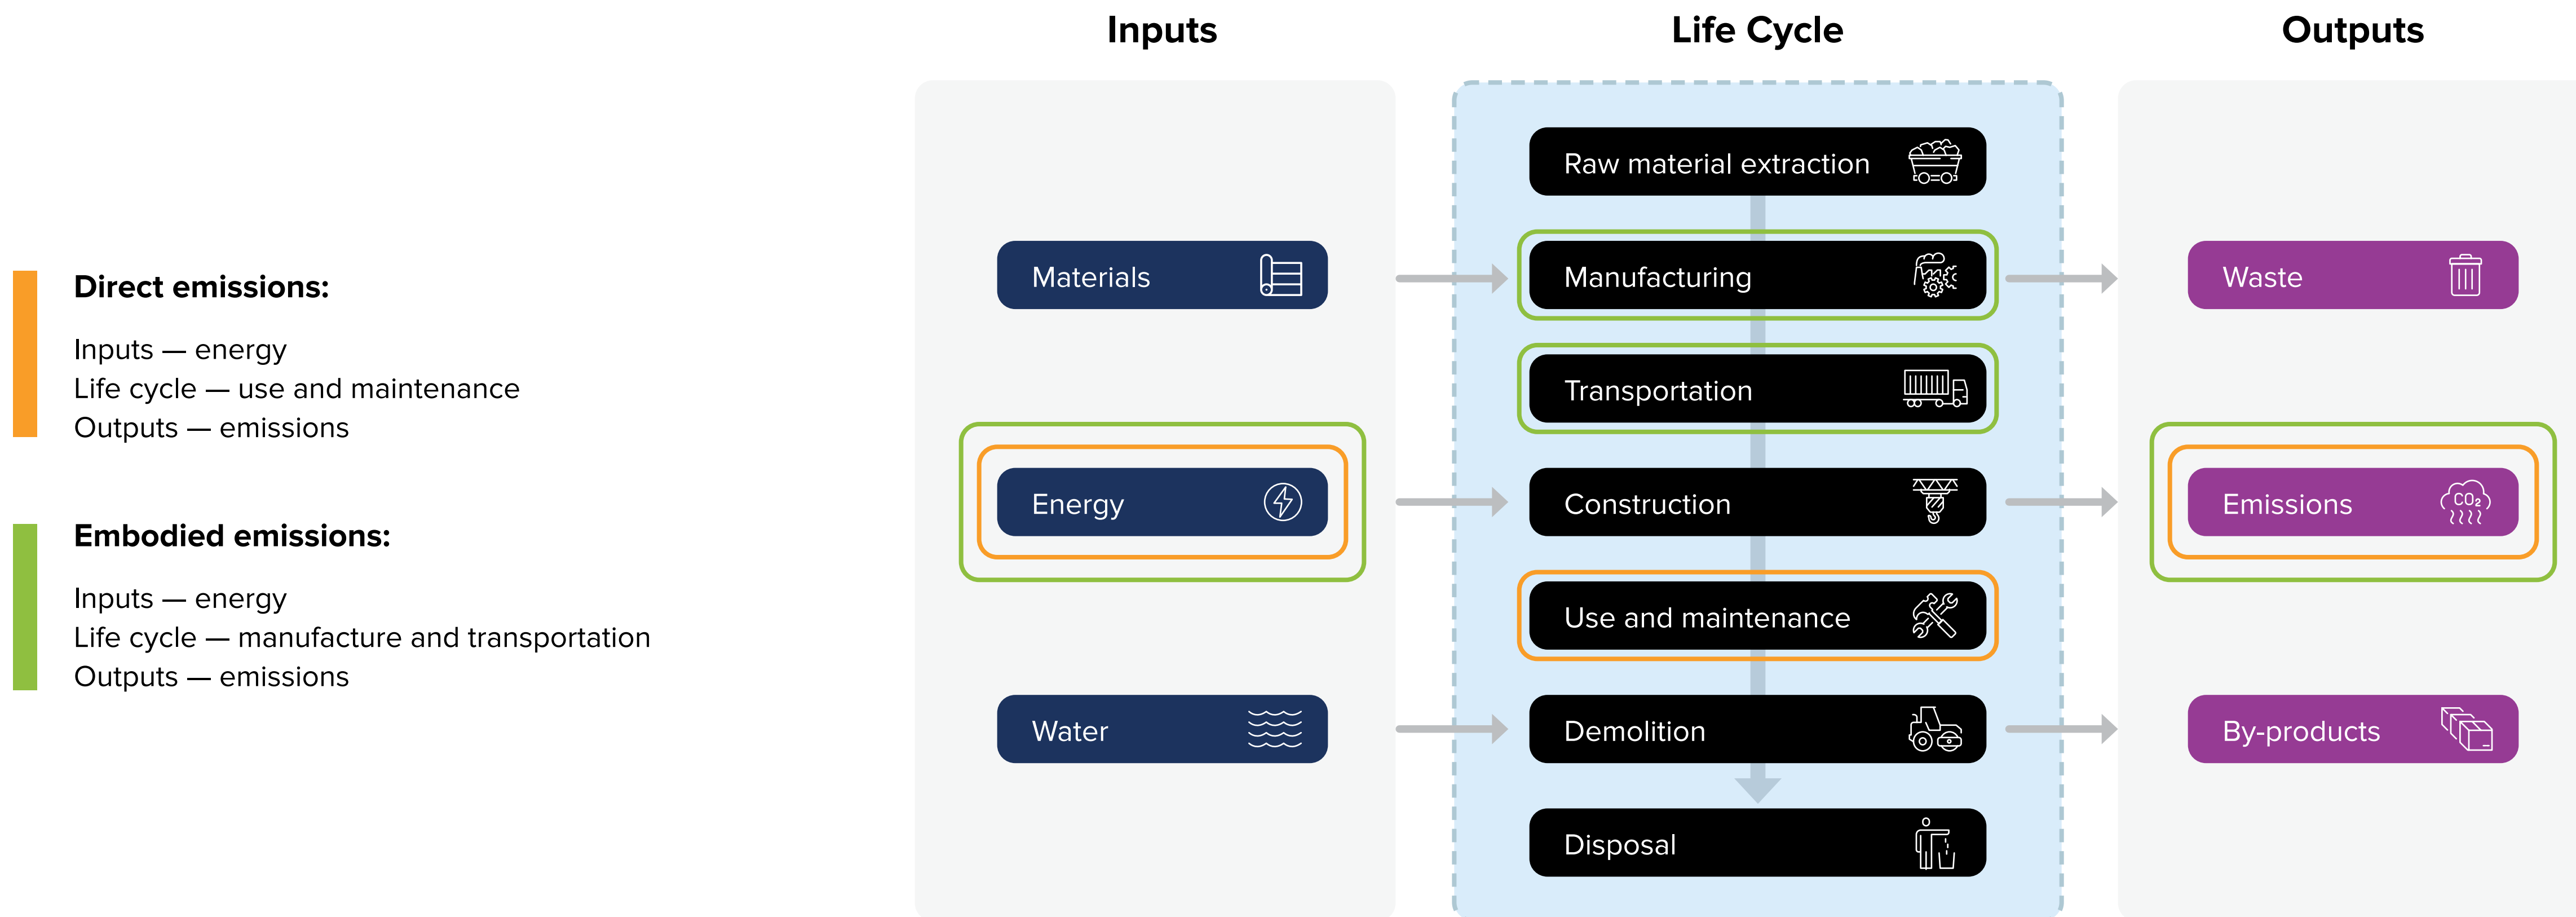 Inputs
Life Cycle
Outputs
Direct emissions:
Inputs — energy
Life cycle — use and maintenance
Outputs — emissions
Embodied emissions:
Inputs — energy
Life cycle — manufacture and transportation
Outputs — emissions
Materials
Energy
Water
Raw material extraction
Manufacturing
Transportation
Construction
Use and maintenance
Demolition
Disposal
Waste
Emissions
CO₂
By-products